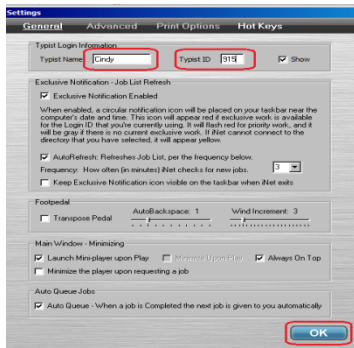 Settings
General Advanced Print Options Hot Keys
Typist Login Information
Typist Name Cindy Typist ID 915 Show
Exclusive Notification - Job List Refresh
Exclusive Notification Enabled
When enabled, a circular notification icon will be placed on your taskbar near the
computer's date and time. This icon will appear red if exclusive work is available
for the Login ID that you're currently using. It will flash red for priority work, and it
will be gray if there is no current exclusive work. If iNet cannot connect to the
directory that you have selected, it will appear yellow.
AutoRefresh: Refreshes Job List, per the frequency below.
Frequency: How often (in minutes) iNet checks for new jobs. 3
Keep Exclusive Notification icon visible on the taskbar when iNet exits
Footpedal
Transpose Pedal AutoBackspace: 1 Wind Increment: 3
Main Window - Minimizing
Launch Mini-player upon Play Minimize Upon Play Always On Top
Minimize the player upon requesting a job
Auto Queue Jobs
Auto Queue - When a job is Completed the next job is given to you automatically
OK